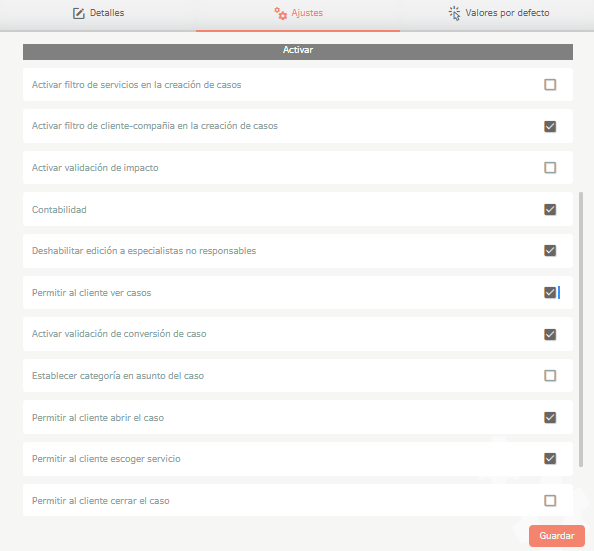 Detalles
Ajustes
Valores por defecto
Activar
Activar filtro de servicios en la creación de casos
Activar filtro de cliente-compañia en la creación de casos
Activar validación de impacto
Contabilidad
Deshabilitar edición a especialistas no responsables
Permitir al cliente ver casos
Activar validación de conversión de caso
Establecer categoría en asunto del caso
Permitir al cliente abrir el caso
Permitir al cliente escoger servicio
Permitir al cliente cerrar el caso
Guardar